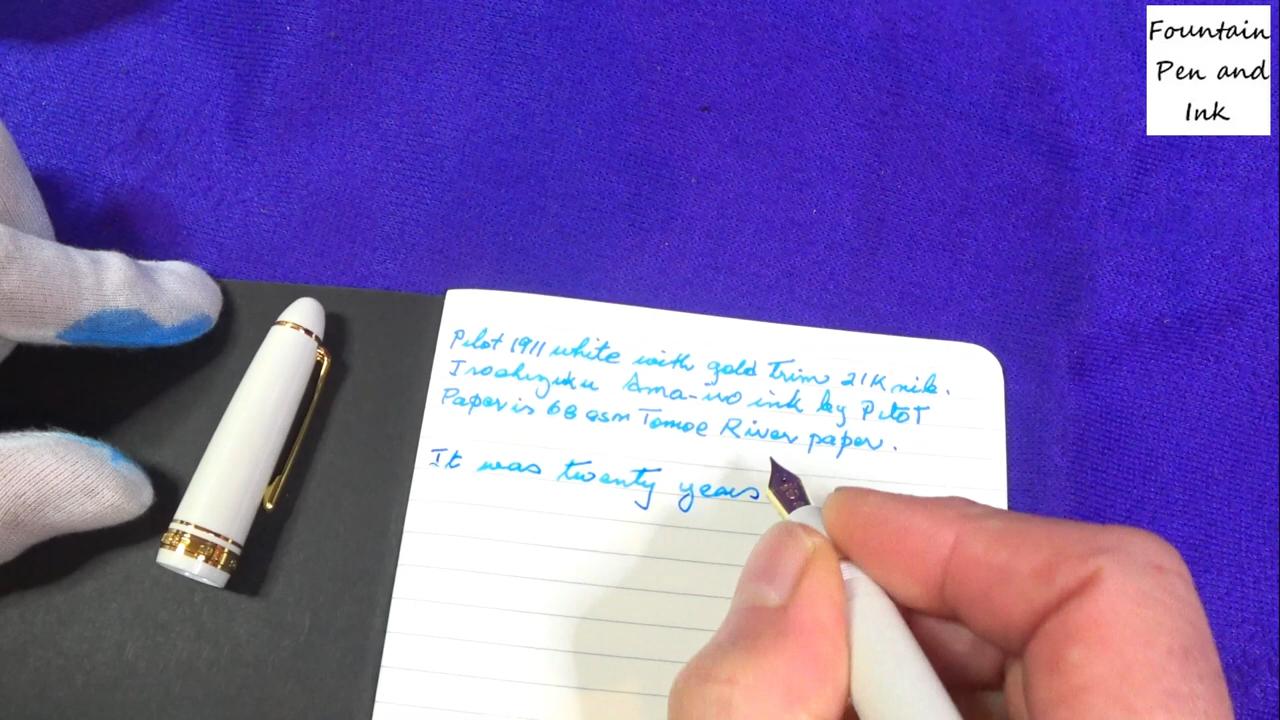 Fountain
Pen and
Ink
Pilot 1911 white with gold Trim 21K nib.
Iroshizuku Ama-iro ink by Pilot
Paper is 68 gsm Tomoe River paper.
It was twenty years